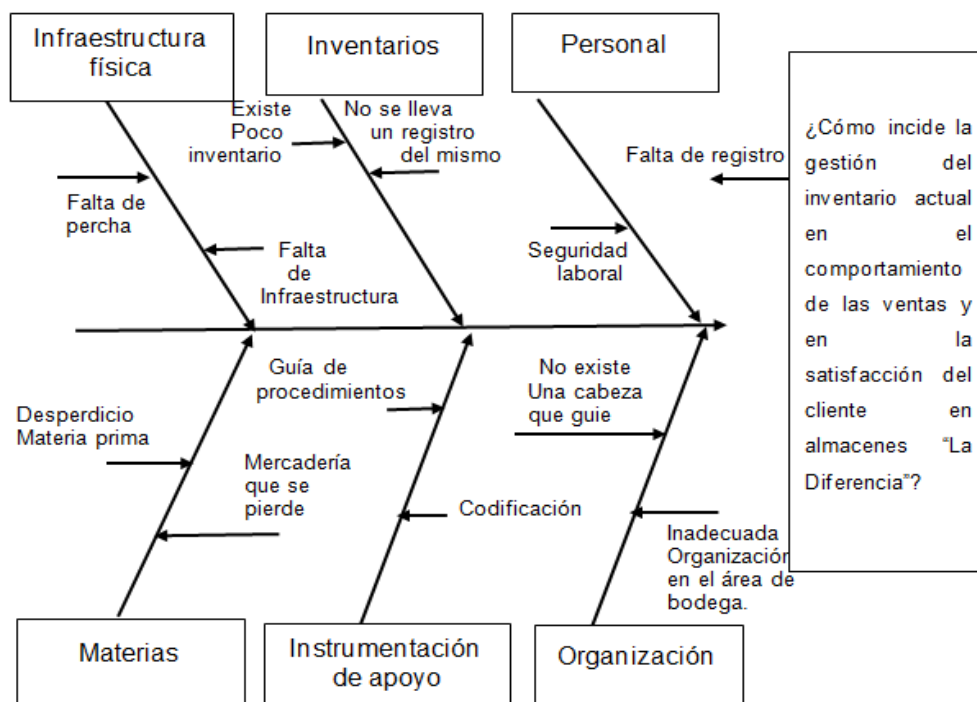 Infraestructura
física
Inventarios
Personal
Existe
Poco
inventario
No se lleva
un registro
del mismo
Falta de registro
Falta de
percha
Falta
de
Infraestructura
Seguridad
laboral
¿Cómo incide la
gestión del
inventario actual
en el
comportamiento
de las ventas y
en la
satisfacción del
cliente en
almacenes "La
Diferencia"?
Desperdicio
Materia prima
Mercadería
que se
pierde
Guía de
procedimientos
Codificación
No existe
Una cabeza
que guie
Inadecuada
Organización
en el área de
bodega.
Materias
Instrumentación
de apoyo
Organización